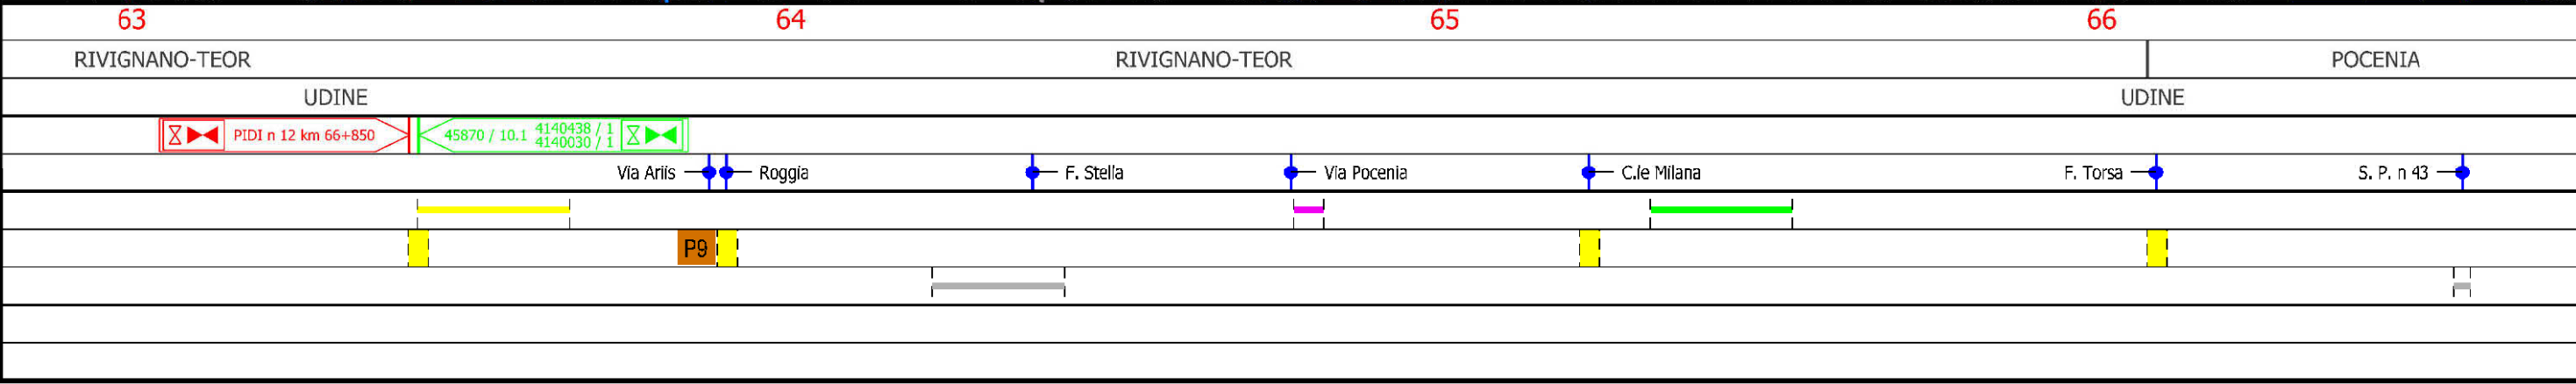 63 64 65 66
RIVIGNANO-TEOR RIVIGNANO-TEOR POCENIA
UDINE UDINE
PIDI n 12 km 66+850 45870 / 10.1 4140438 / 1
4140030 / 1
Via Ariis Roggia F. Stella Via Pocenia C.le Milana F. Torsa S. P. n 43
P9